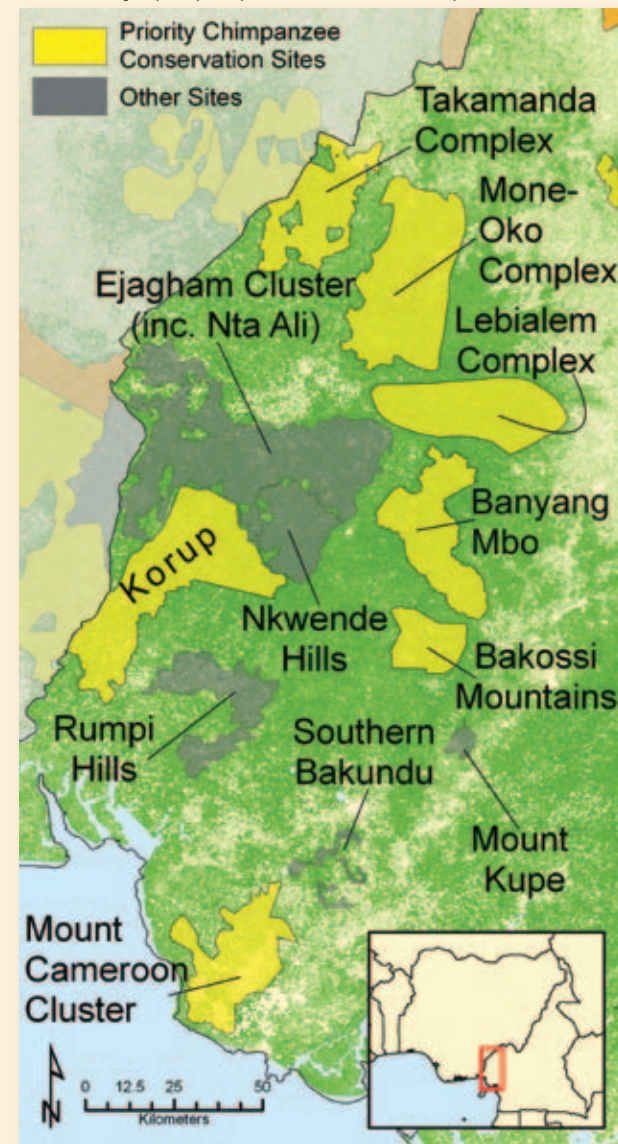 Priority Chimpanzee
Conservation Sites
Other Sites
Takamanda
Complex
Mone-
Oko
Complex
Ejagham Cluster
(inc. Nta Ali)
Lebialem
Complex
Banyang
Mbo
Korup
Nkwende
Hills
Bakossi
Mountains
Rumpi
Hills
Southern
Bakundu
Mount
Kupe
Mount
Cameroon
Cluster
N
0 12.5 25 50
Kilometers